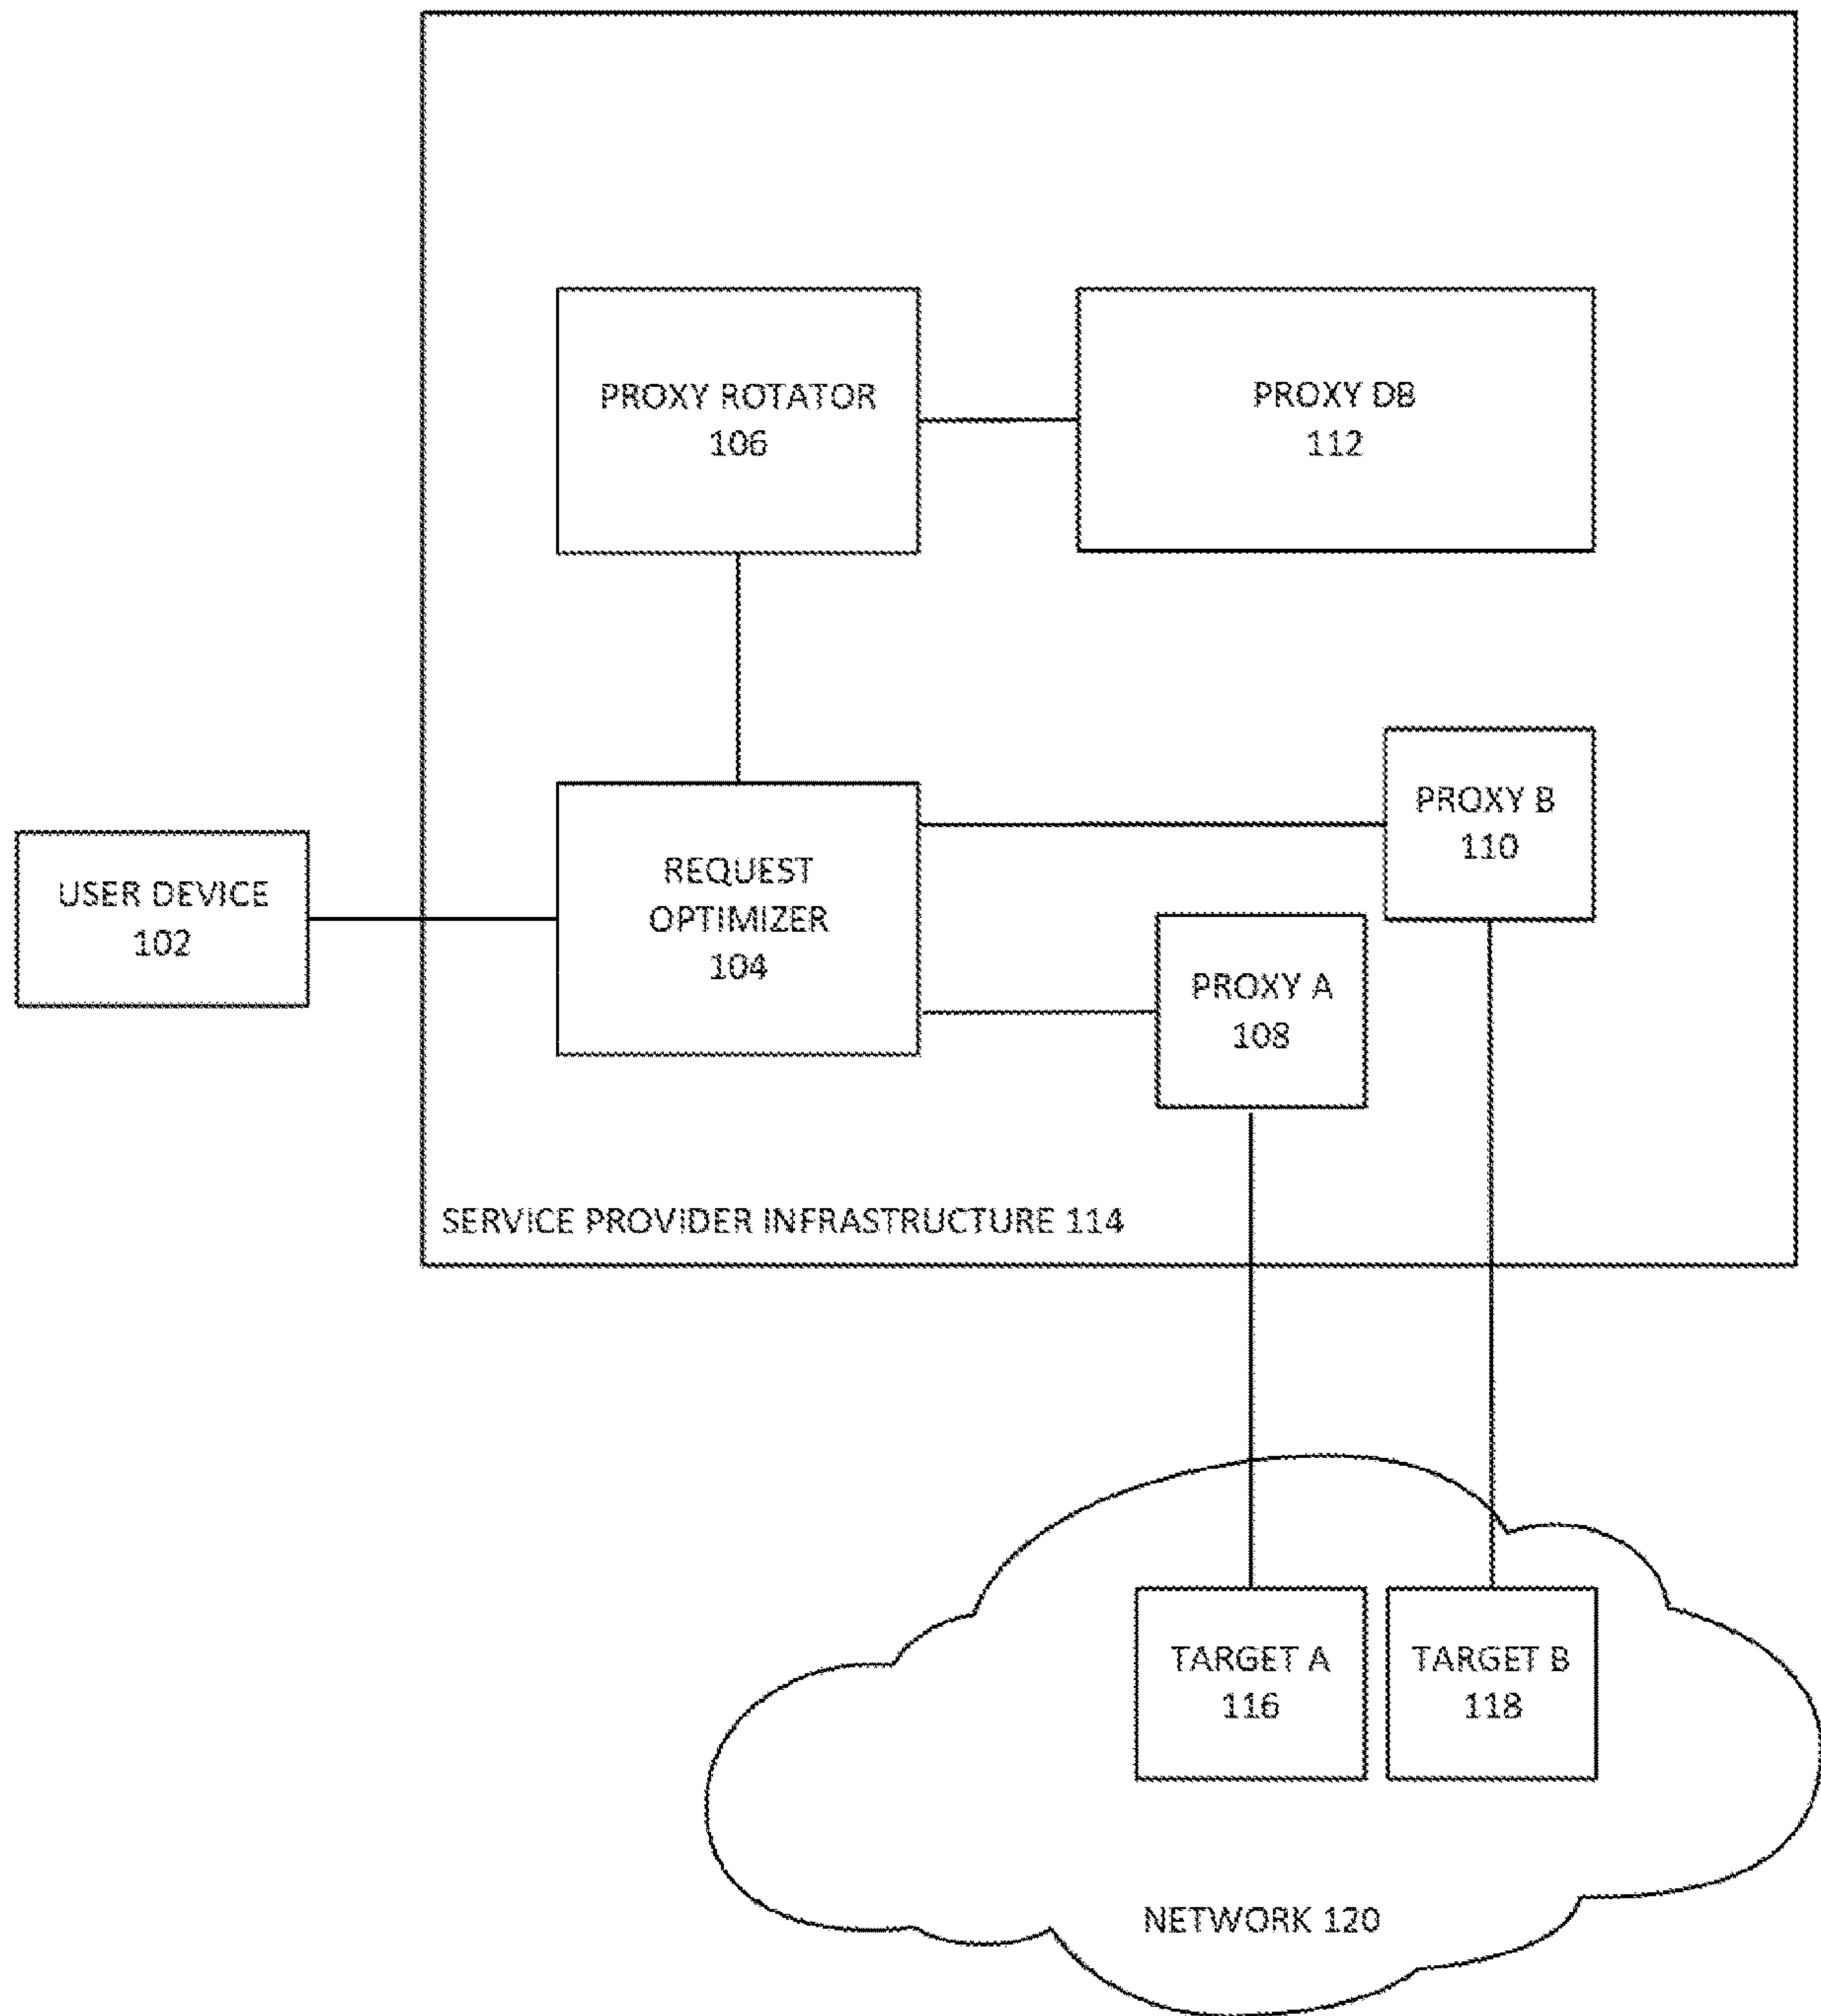 PROXY ROTATOR
106
PROXY DB
112
PROXY B
110
USER DEVICE
102
REQUEST
OPTIMIZER
104
PROXY A
108
SERVICE PROVIDER INFRASTRUCTURE 114
TARGET A
116
TARGET B
118
NETWORK 120